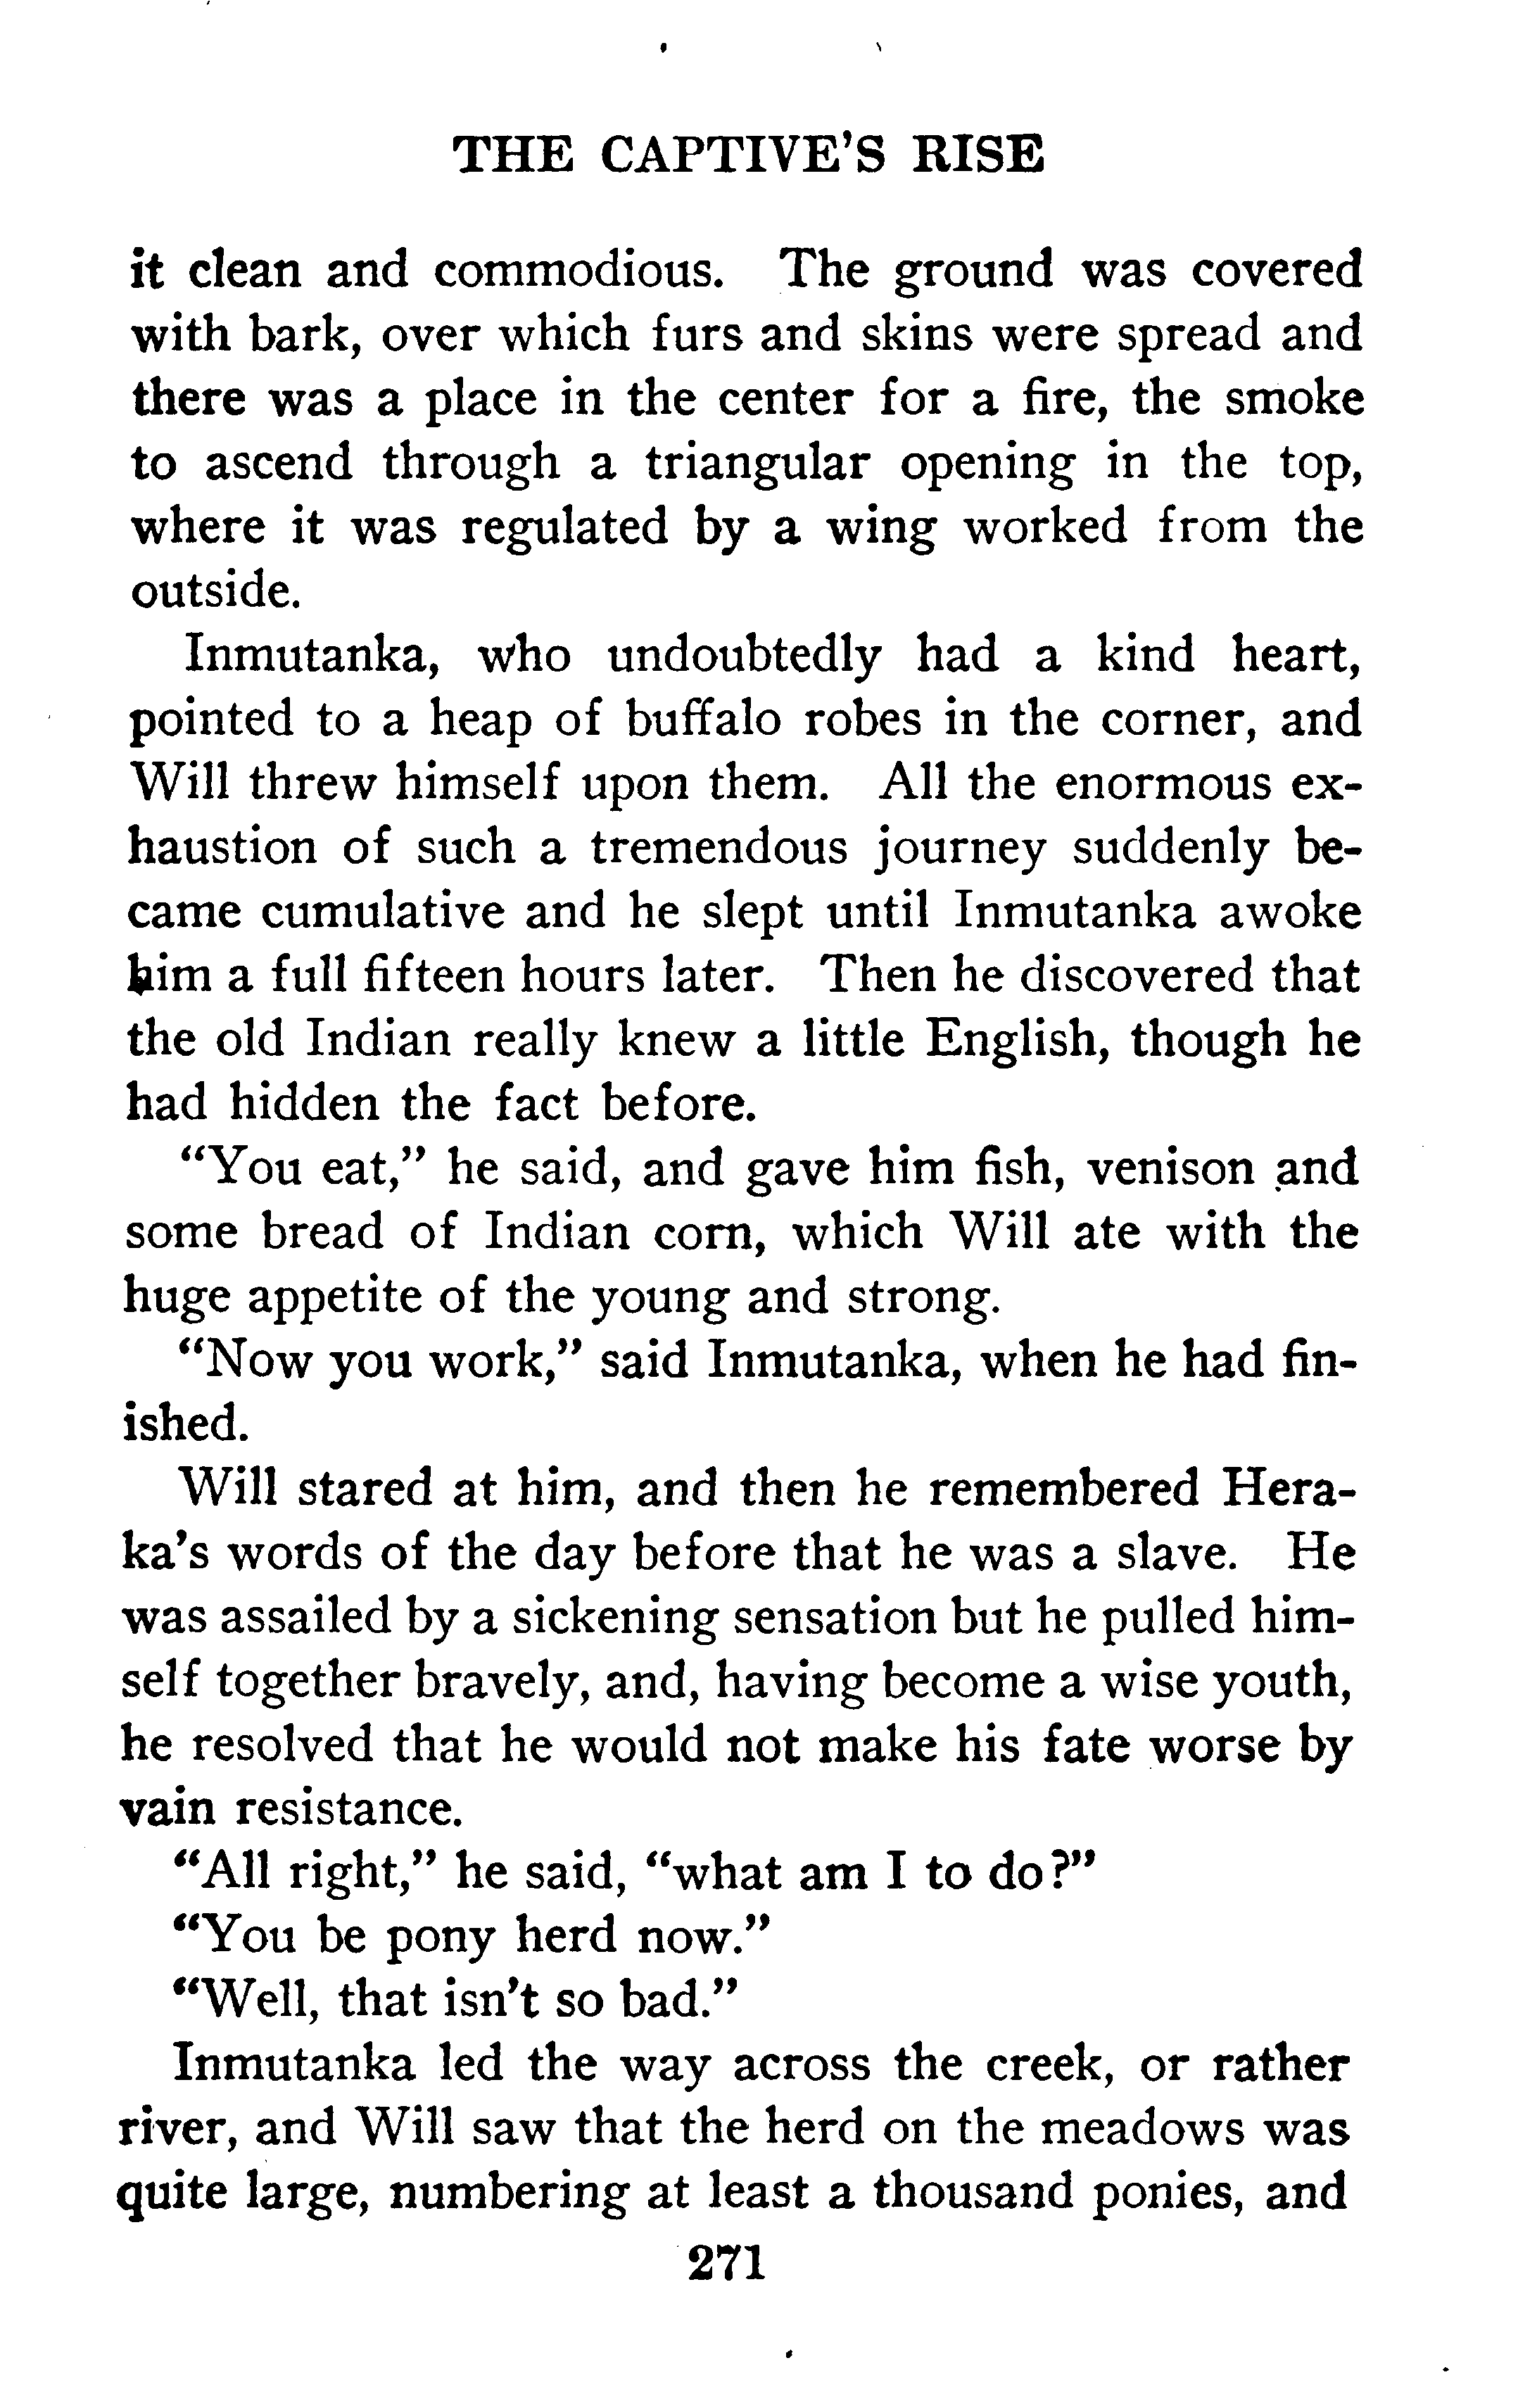 THE CAPTIVE'S RISE
it clean and commodious. The ground was covered
with bark, over which furs and skins were spread and
there was a place in the center for a fire, the smoke
to ascend through a triangular opening in the top,
where it was regulated by a wing worked from the
outside.
Inmutanka, who undoubtedly had a kind heart,
pointed to a heap of buffalo robes in the corner, and
Will threw himself upon them. All the enormous ex-
haustion of such a tremendous journey suddenly be-
came cumulative and he slept until Inmutanka awoke
him a full fifteen hours later. Then he discovered that
the old Indian really knew a little English, though he
had hidden the fact before.
"You eat," he said, and gave him fish, venison and
some bread of Indian corn, which Will ate with the
huge appetite of the young and strong.
"Now you work," said Inmutanka, when he had fin-
ished.
Will stared at him, and then he remembered Hera-
ka's words of the day before that he was a slave. He
was assailed by a sickening sensation but he pulled him-
self together bravely, and, having become a wise youth,
he resolved that he would not make his fate worse by
vain resistance.
"All right," he said, "what am I to do?"
"You be pony herd now."
"Well, that isn't so bad."
Inmutanka led the way across the creek, or rather
river, and Will saw that the herd on the meadows was
quite large, numbering at least a thousand ponies, and
271